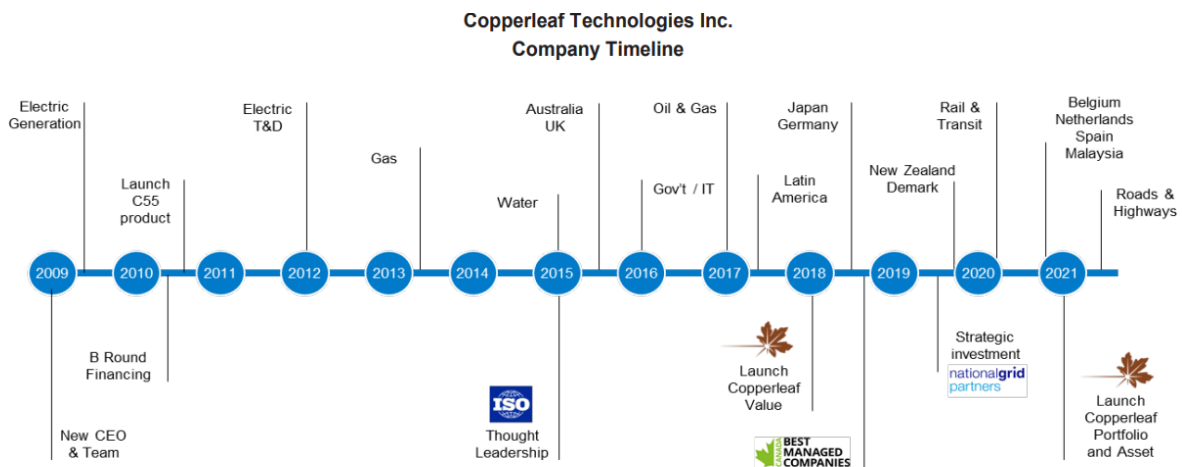 Copperleaf Technologies Inc.
Company Timeline
Electric
Generation
Launch
C55
product
Electric
T&D
Gas
Water
Australia
UK
Gov't / IT
Oil & Gas
Latin
America
Japan
Germany
New Zealand
Demark
Rail &
Transit
Belgium
Netherlands
Spain
Malaysia
Roads &
Highways
2009
2010
2011
2012
2013
2014
2015
2016
2017
2018
2019
2020
2021
New CEO
& Team
B Round
Financing
ISO
Thought
Leadership
Launch
Copperleaf
Value
CANADA
BEST
MANAGED
COMPANIES
Strategic
investment
nationalgrid
partners
Launch
Copperleaf
Portfolio
and Asset